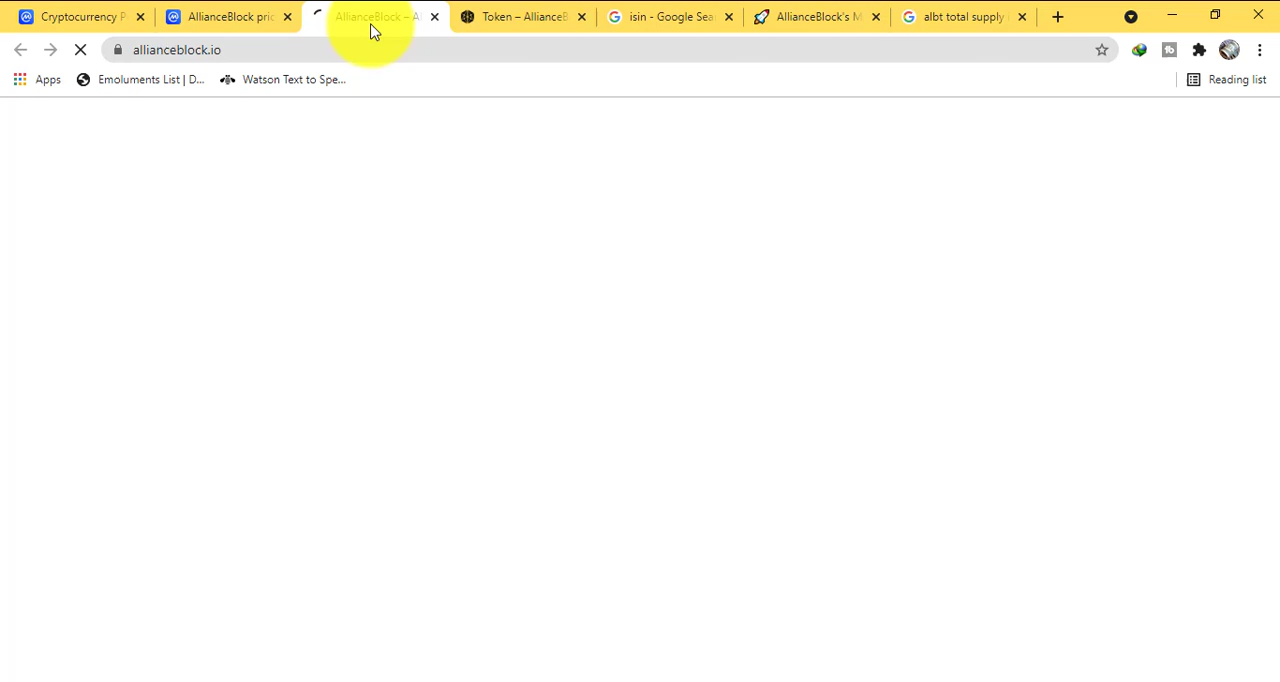 Cryptocurrency P
AllianceBlock pric
AllianceBlock – A
Token – AllianceB
isin - Google Sea
AllianceBlock's M
albt total supply i
allianceblock.io
Apps
Emoluments List | D...
Watson Text to Spe...
Reading list